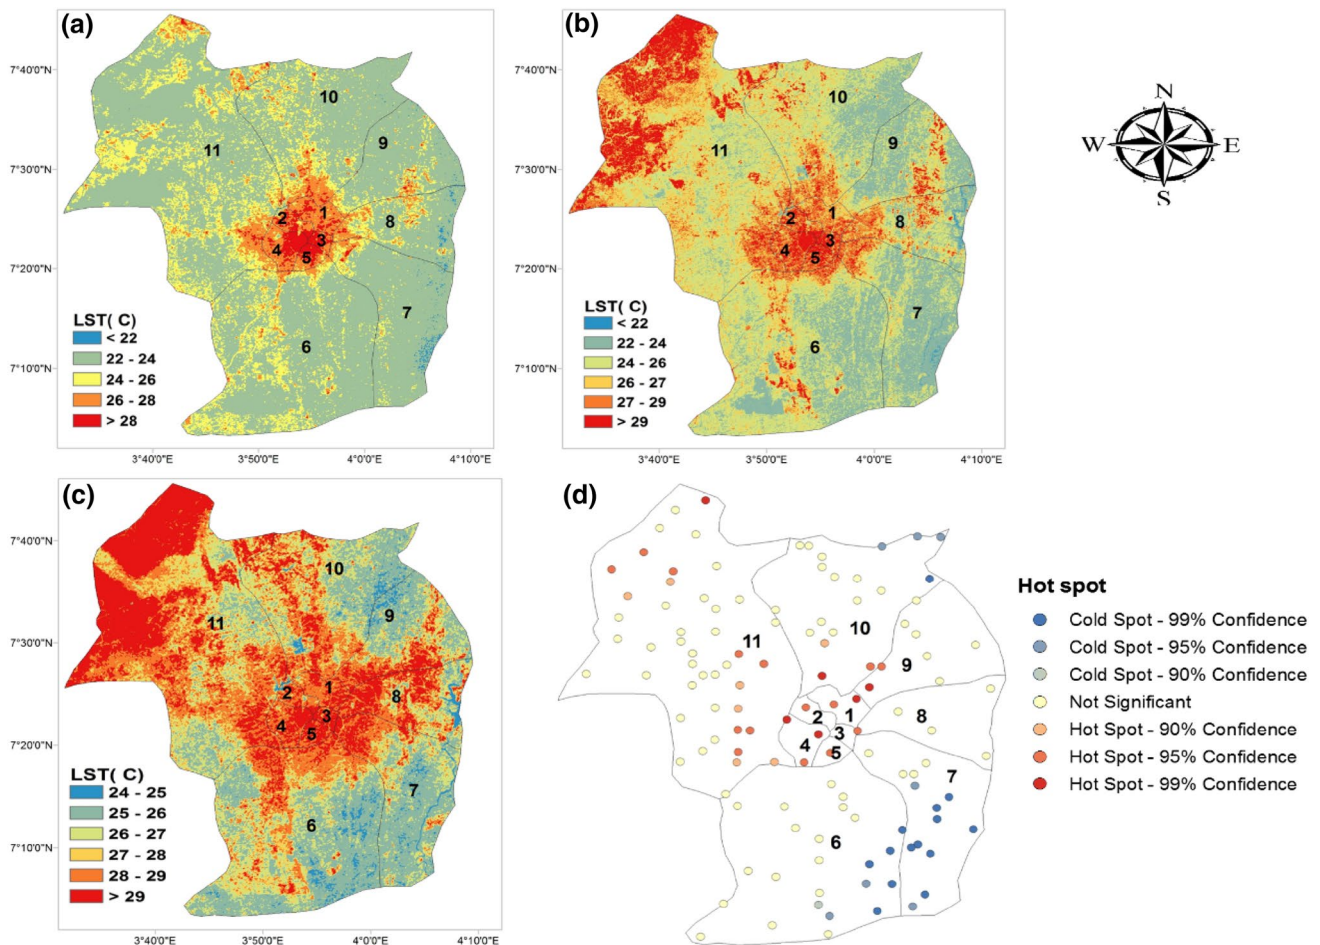 (a)
7°40'0"N
7°30'0"N
7°20'0"N
7°10'0"N
10
9
11
8
1
2
3
4
5
7
6
LST( C)
< 22
22 - 24
24 - 26
26 - 28
> 28
3°40'0"E
3°50'0"E
4°0'0"E
4°10'0"E
(b)
7°40'0"N
7°30'0"N
7°20'0"N
7°10'0"N
10
9
11
8
1
2
3
4
5
7
6
LST( C)
< 22
22 - 24
24 - 26
26 - 27
27 - 29
> 29
3°40'0"E
3°50'0"E
4°0'0"E
4°10'0"E
N
W
E
S
(c)
7°40'0"N
7°30'0"N
7°20'0"N
7°10'0"N
10
9
11
8
1
2
3
4
5
7
6
LST( C)
24 - 25
25 - 26
26 - 27
27 - 28
28 - 29
> 29
3°40'0"E
3°50'0"E
4°0'0"E
4°10'0"E
(d)
11
10
9
8
2
1
3
4
5
7
6
Hot spot
Cold Spot - 99% Confidence
Cold Spot - 95% Confidence
Cold Spot - 90% Confidence
Not Significant
Hot Spot - 90% Confidence
Hot Spot - 95% Confidence
Hot Spot - 99% Confidence